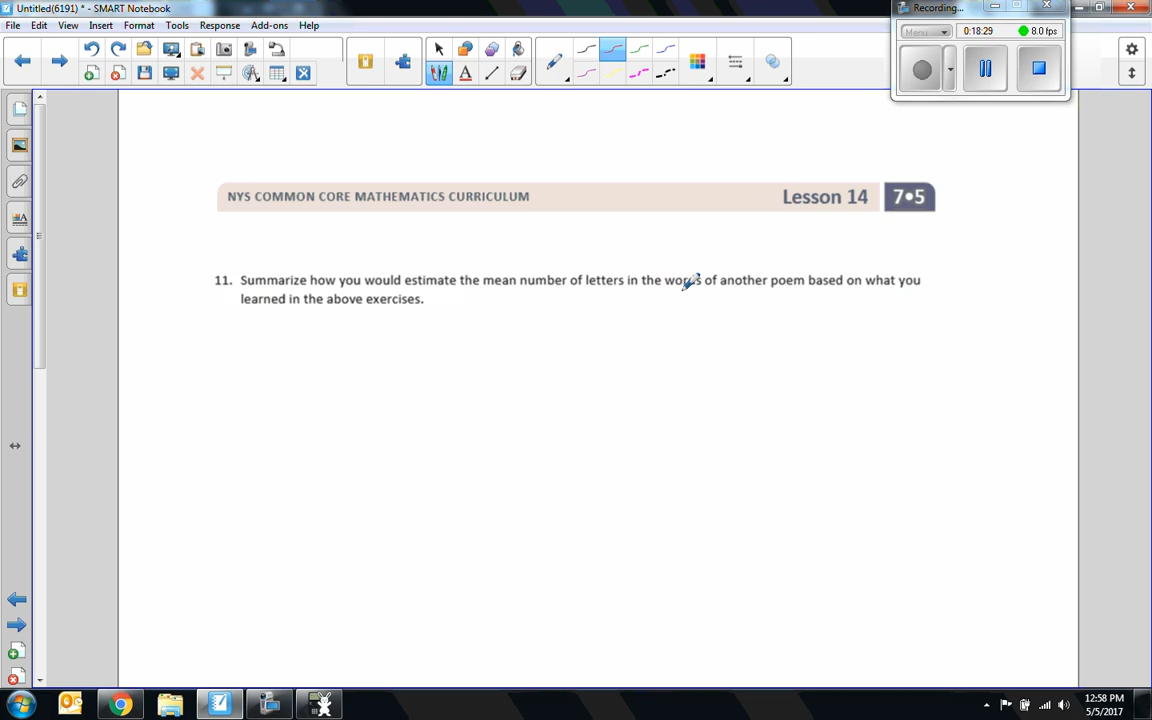 Untitled(6191) * - SMART Notebook
Recording...
File Edit View Insert Format Tools Response Add-ons Help
Menu 0:18:29 8.0 fps
NYS COMMON CORE MATHEMATICS CURRICULUM Lesson 14 7•5
11. Summarize how you would estimate the mean number of letters in the words of another poem based on what you
learned in the above exercises.
12:58 PM
5/5/2017